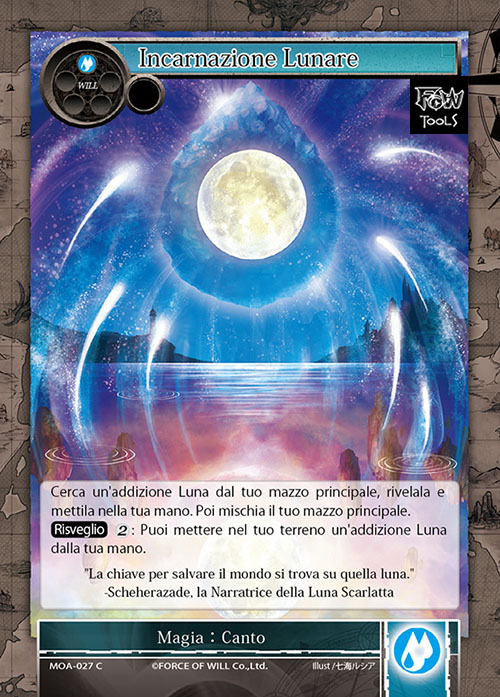 Incarnazione Lunare
WILL
FOW
TOOLS
Cerca un'addizione Luna dal tuo mazzo principale, rivelala e
mettila nella tua mano. Poi mischia il tuo mazzo principale.
Risveglio 2 : Puoi mettere nel tuo terreno un'addizione Luna
dalla tua mano.
"La chiave per salvare il mondo si trova su quella luna."
-Scheherazade, la Narratrice della Luna Scarlatta
Magia : Canto
MOA-027 C ©FORCE OF WILL Co.,Ltd. Illust /七海ルシア